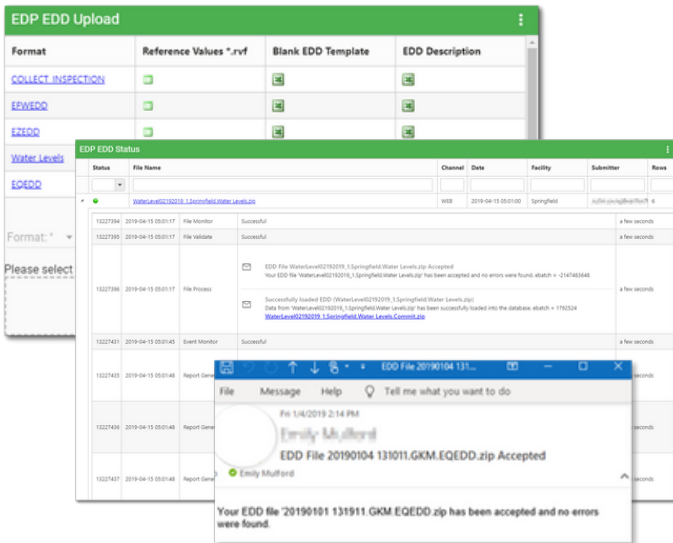 EDP EDD Upload
Format Reference Values *.rvf Blank EDD Template EDD Description
COLLECT_INSPECTION
EFWEDD
EZEDD
Water Levels
EQEDD
Format: *
Please select
EDP EDD Status
Status File Name Channel Date Facility Submitter Rows
WaterLevel02192019_1.Springfield.Water Levels.zip WEB 2019-04-15 05:01:00 Springfield 6
13227394 2019-04-15 05:01:17 File Monitor Successful a few seconds
13227395 2019-04-15 05:01:17 File Validate Successful a few seconds
EDD File WaterLevel02192019_1.Springfield.Water Levels.zip Accepted
Your EDD file 'WaterLevel02192019_1.Springfield.Water Levels.zip' has been accepted and no errors were found. ebatch = -2147483648
13227396 2019-04-15 05:01:17 File Process a few seconds
Successfully loaded EDD (WaterLevel02192019_1.Springfield.Water Levels.zip)
Data from 'WaterLevel02192019_1.Springfield.Water Levels.zip' has been successfully loaded into the database. ebatch = 1792524
WaterLevel02192019_1.Springfield.Water Levels.Commit.zip
13227431 2019-04-15 05:01:45 Event Monitor Successful a few seconds
13227435 2019-04-15 05:01:48 Report Gene seconds
13227436 2019-04-15 05:01:48 Report Gene seconds
13227437 2019-04-15 05:01:48 Report Gene seconds
EDD File 20190104 131...
File Message Help Tell me what you want to do
Fri 1/4/2019 2:14 PM
Emily Mulford
EDD File 20190104 131011.GKM.EQEDD.zip Accepted
Emily Mulford
Your EDD file '20190101 131911.GKM.EQEDD.zip has been accepted and no errors
were found.